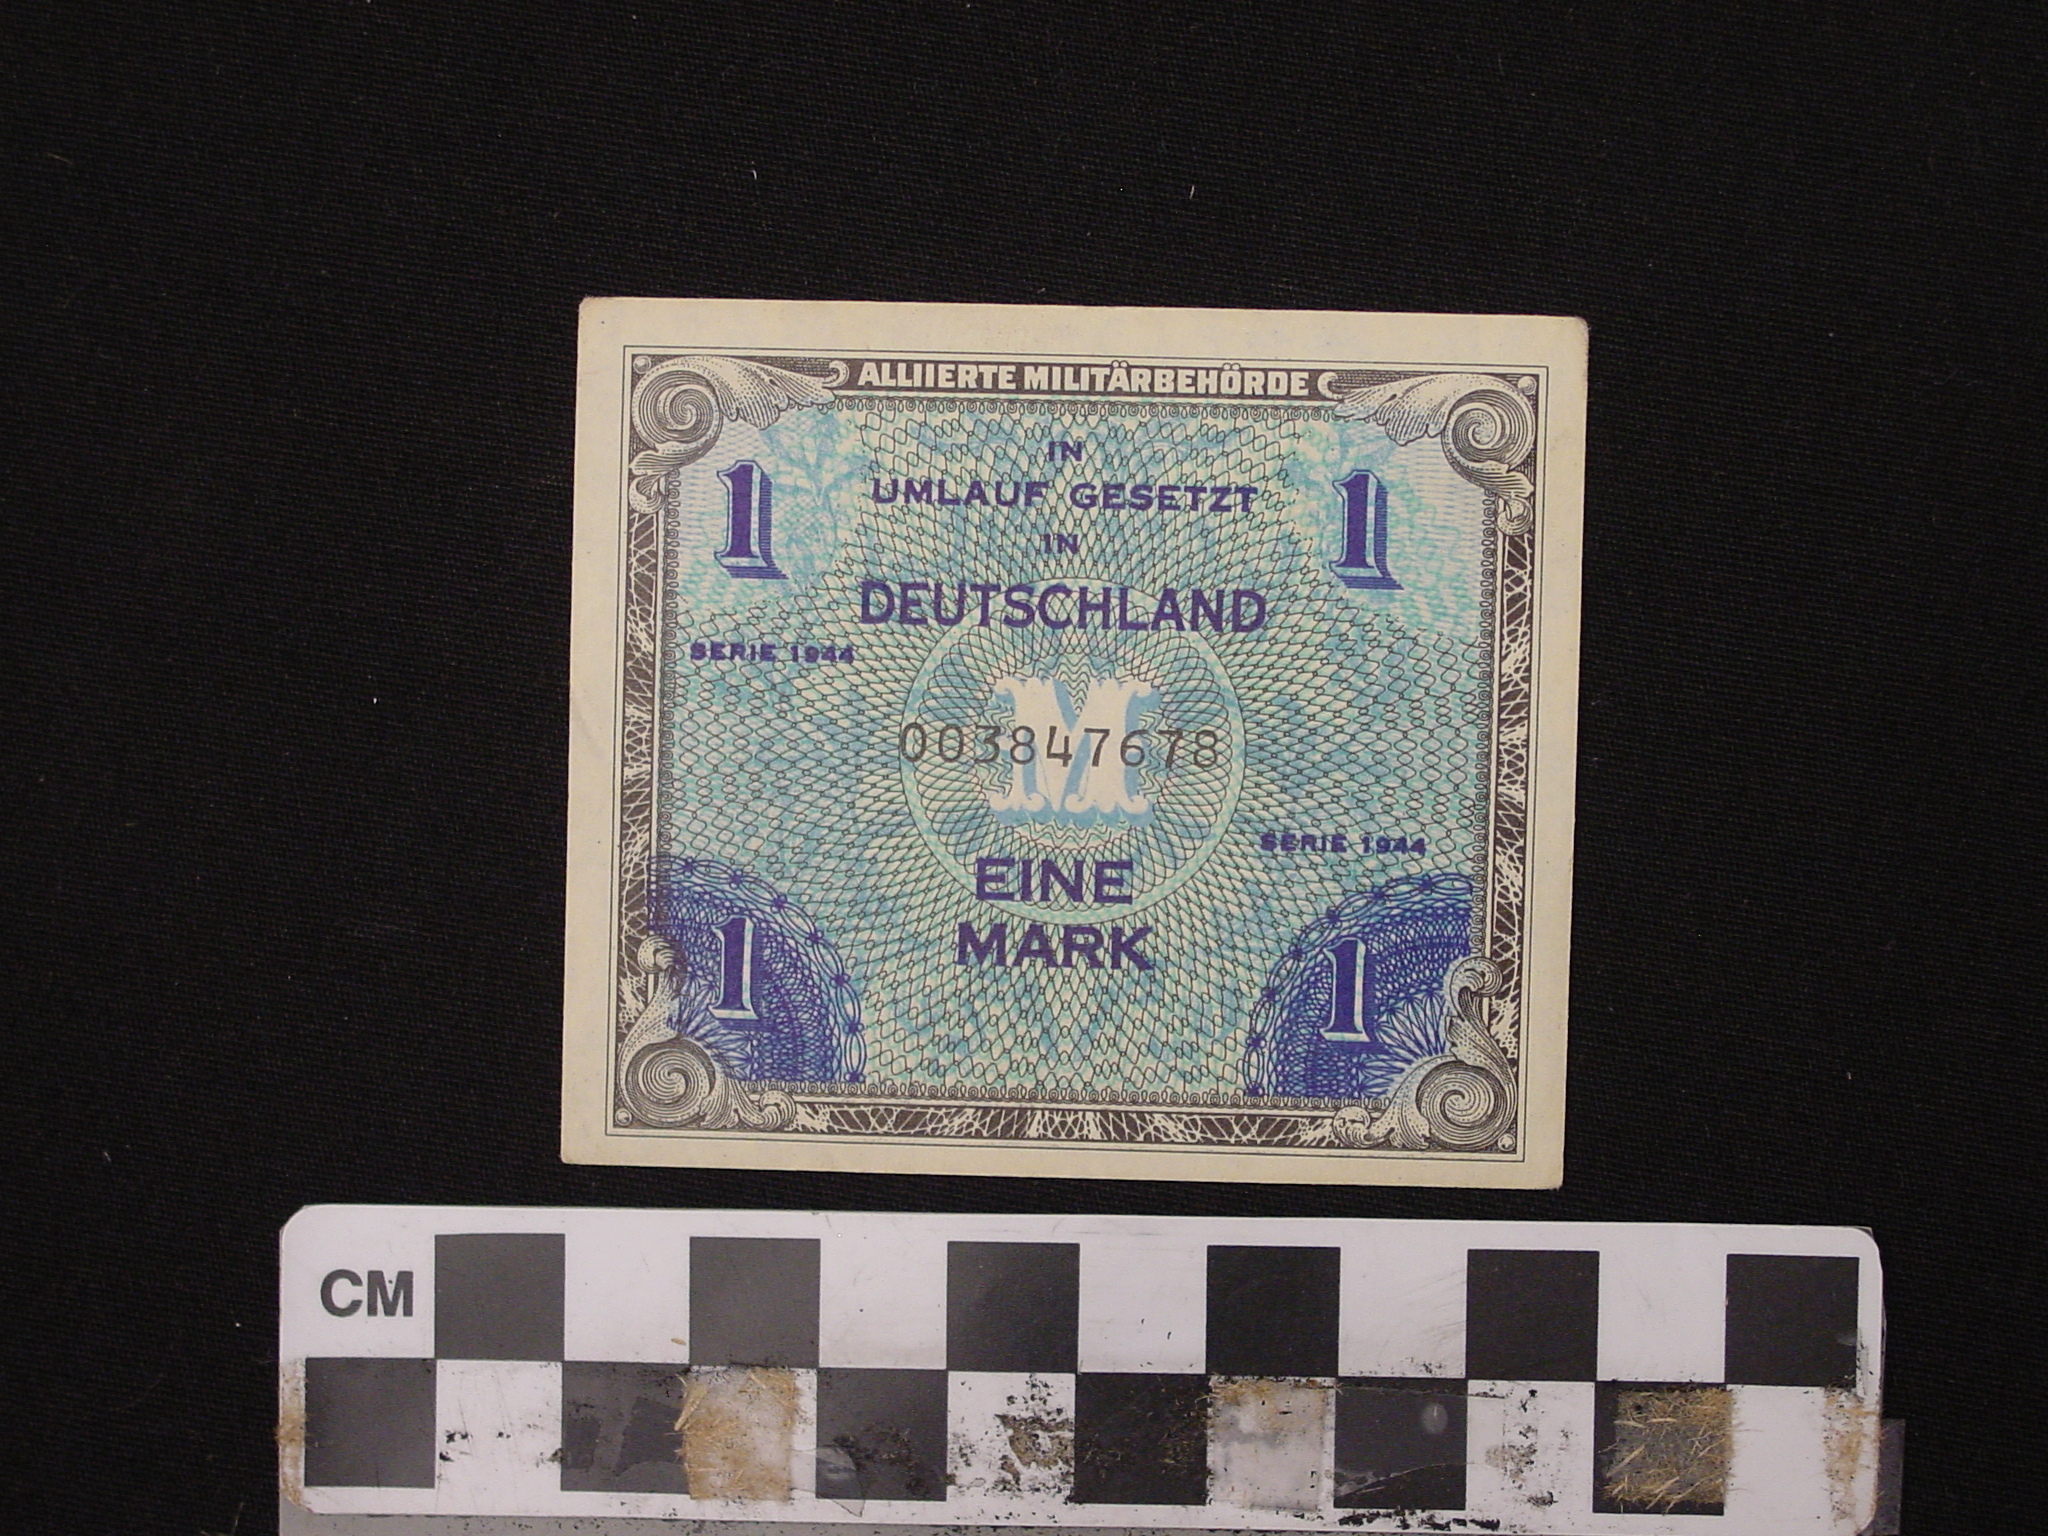 ALLIIERTE MILITÄRBEHÖRDE
IN
UMLAUF GESETZT
IN
DEUTSCHLAND
1
1
SERIE 1944
M
003847678
SERIE 1944
EINE
MARK
1
1
CM